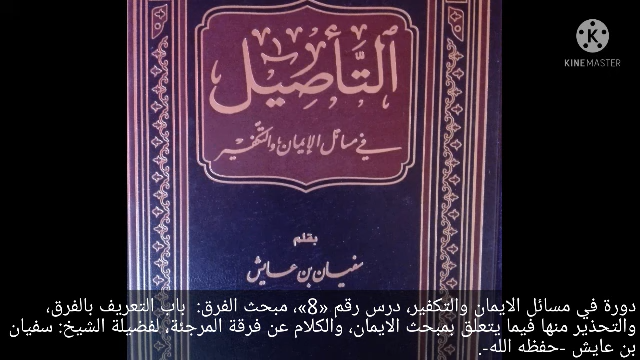 التأصيل
في مسائل الإيمان والتكفير
بقلم
سفيان بن عايش
KINEMASTER
دورة في مسائل الايمان والتكفير، درس رقم «8»، مبحث الفرق: باب التعريف بالفرق،
والتحذير منها فيما يتعلق بمبحث الايمان، والكلام عن فرقة المرجئة، لفضيلة الشيخ: سفيان
بن عايش -حفظه الله-.